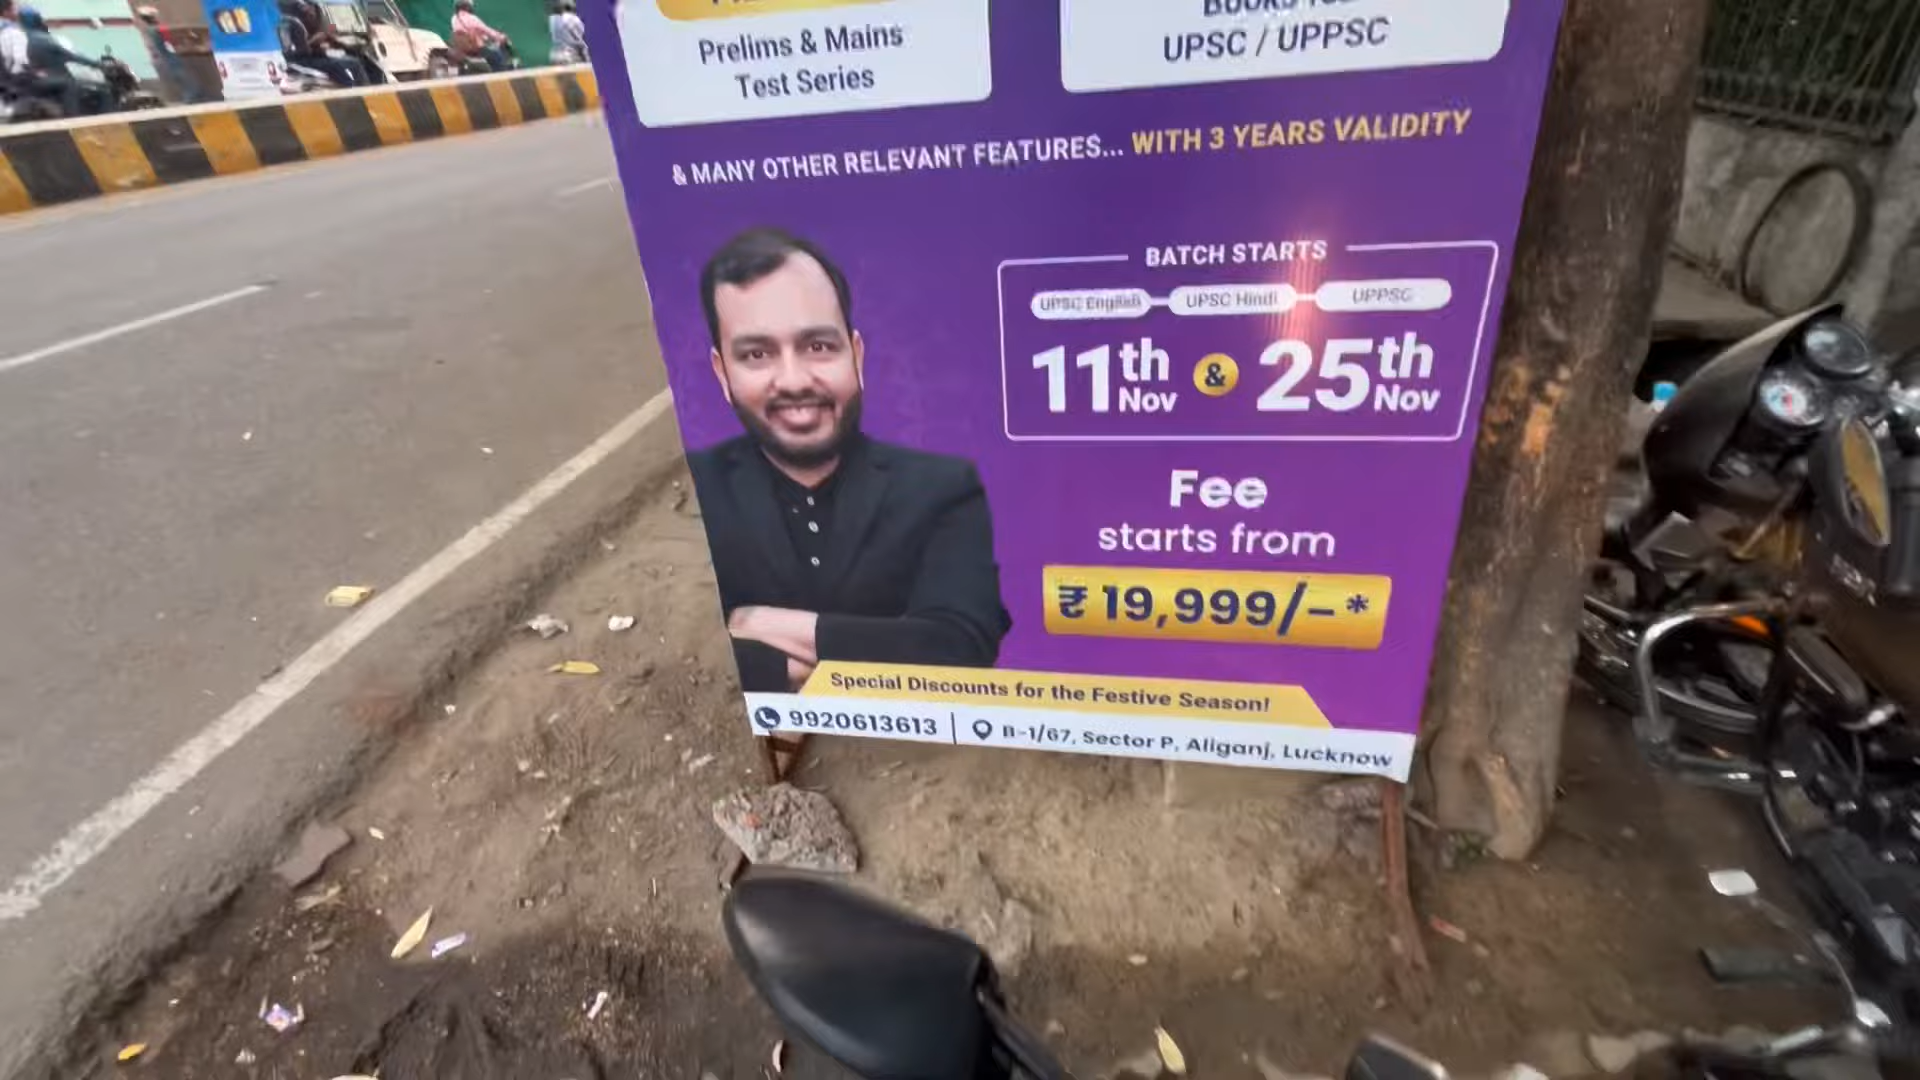 Prelims & Mains
Test Series
UPSC / UPPSC
& MANY OTHER RELEVANT FEATURES... WITH 3 YEARS VALIDITY
BATCH STARTS
UPSC English UPSC Hindi UPPSC
11th Nov & 25th Nov
Fee
starts from
₹ 19,999/-*
Special Discounts for the Festive Season!
9920613613 | B-1/67, Sector P, Aliganj, Lucknow